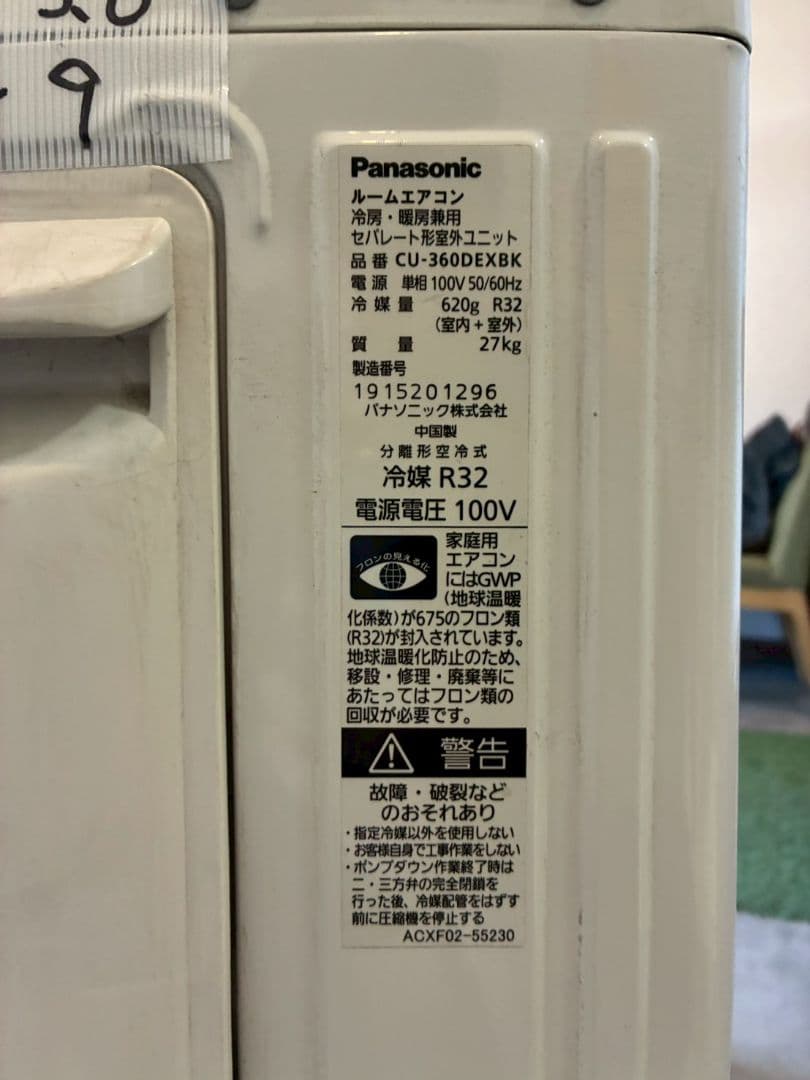 9
Panasonic
ルームエアコン
冷房・暖房兼用
セパレート形室外ユニット
品番 CU-360DEXBK
電源 単相100V 50/60Hz
冷媒量 620g R32
(室内+室外)
質量 27kg
製造番号
1915201296
パナソニック株式会社
中国製
分離形空冷式
冷媒 R32
電源電圧 100V
フロンの見える化
家庭用
エアコン
にはGWP
(地球温暖
化係数)が675のフロン類
(R32)が封入されています。
地球温暖化防止のため、
移設・修理・廃棄等に
あたってはフロン類の
回収が必要です。
警告
故障・破裂など
のおそれあり
・指定冷媒以外を使用しない
・お客様自身で工事作業をしない
・ポンプダウン作業終了時は
二・三方弁の完全閉鎖を
行った後、冷媒配管をはずす
前に圧縮機を停止する
ACXF02-55230